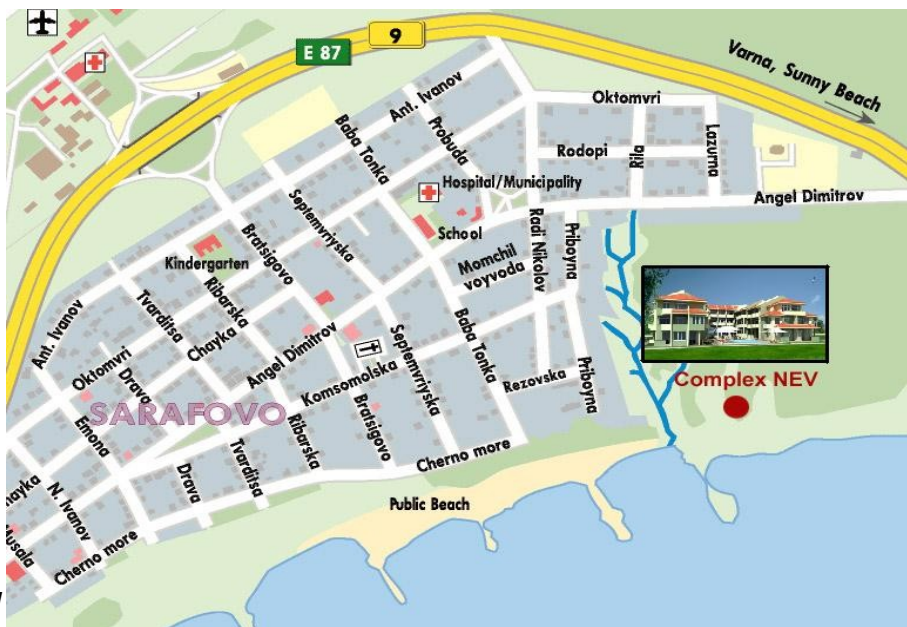 9
E 87
Varna, Sunny Beach
Ant. Ivanov
Oktomvri
Baba Tonka
Probuda
Lazurna
Rodopi
Rila
Hospital/Municipality
Angel Dimitrov
Septemvriyska
School
Radi Nikolov
Priboyna
Bratsigovo
Kindergarten
Momchil
voyvoda
Ribarska
Tvarditsa
Chayka
Ant. Ivanov
Angel Dimitrov
Septemvriyska
Baba Tonka
Oktomvri
Drava
Komsomolska
Rezovska
Priboyna
Complex NEV
SARAFOVO
Emona
Bratsigovo
Ribarska
Tvarditsa
Drava
Cherno more
hayka
N. Ivanov
Public Beach
Musala
Cherno more